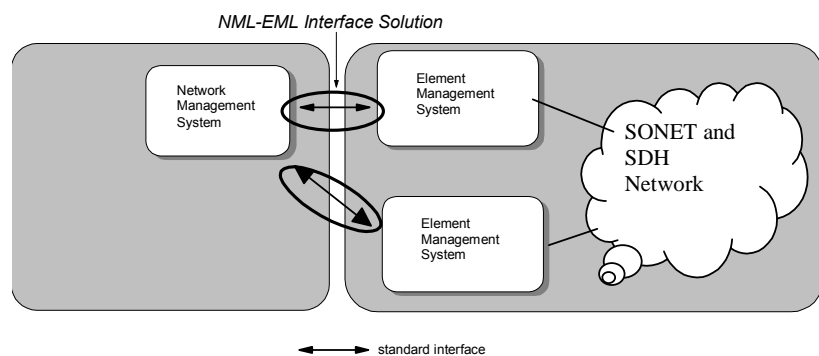 NML-EML Interface Solution
Network
Management
System
Element
Management
System
SONET and
SDH
Network
Element
Management
System
standard interface